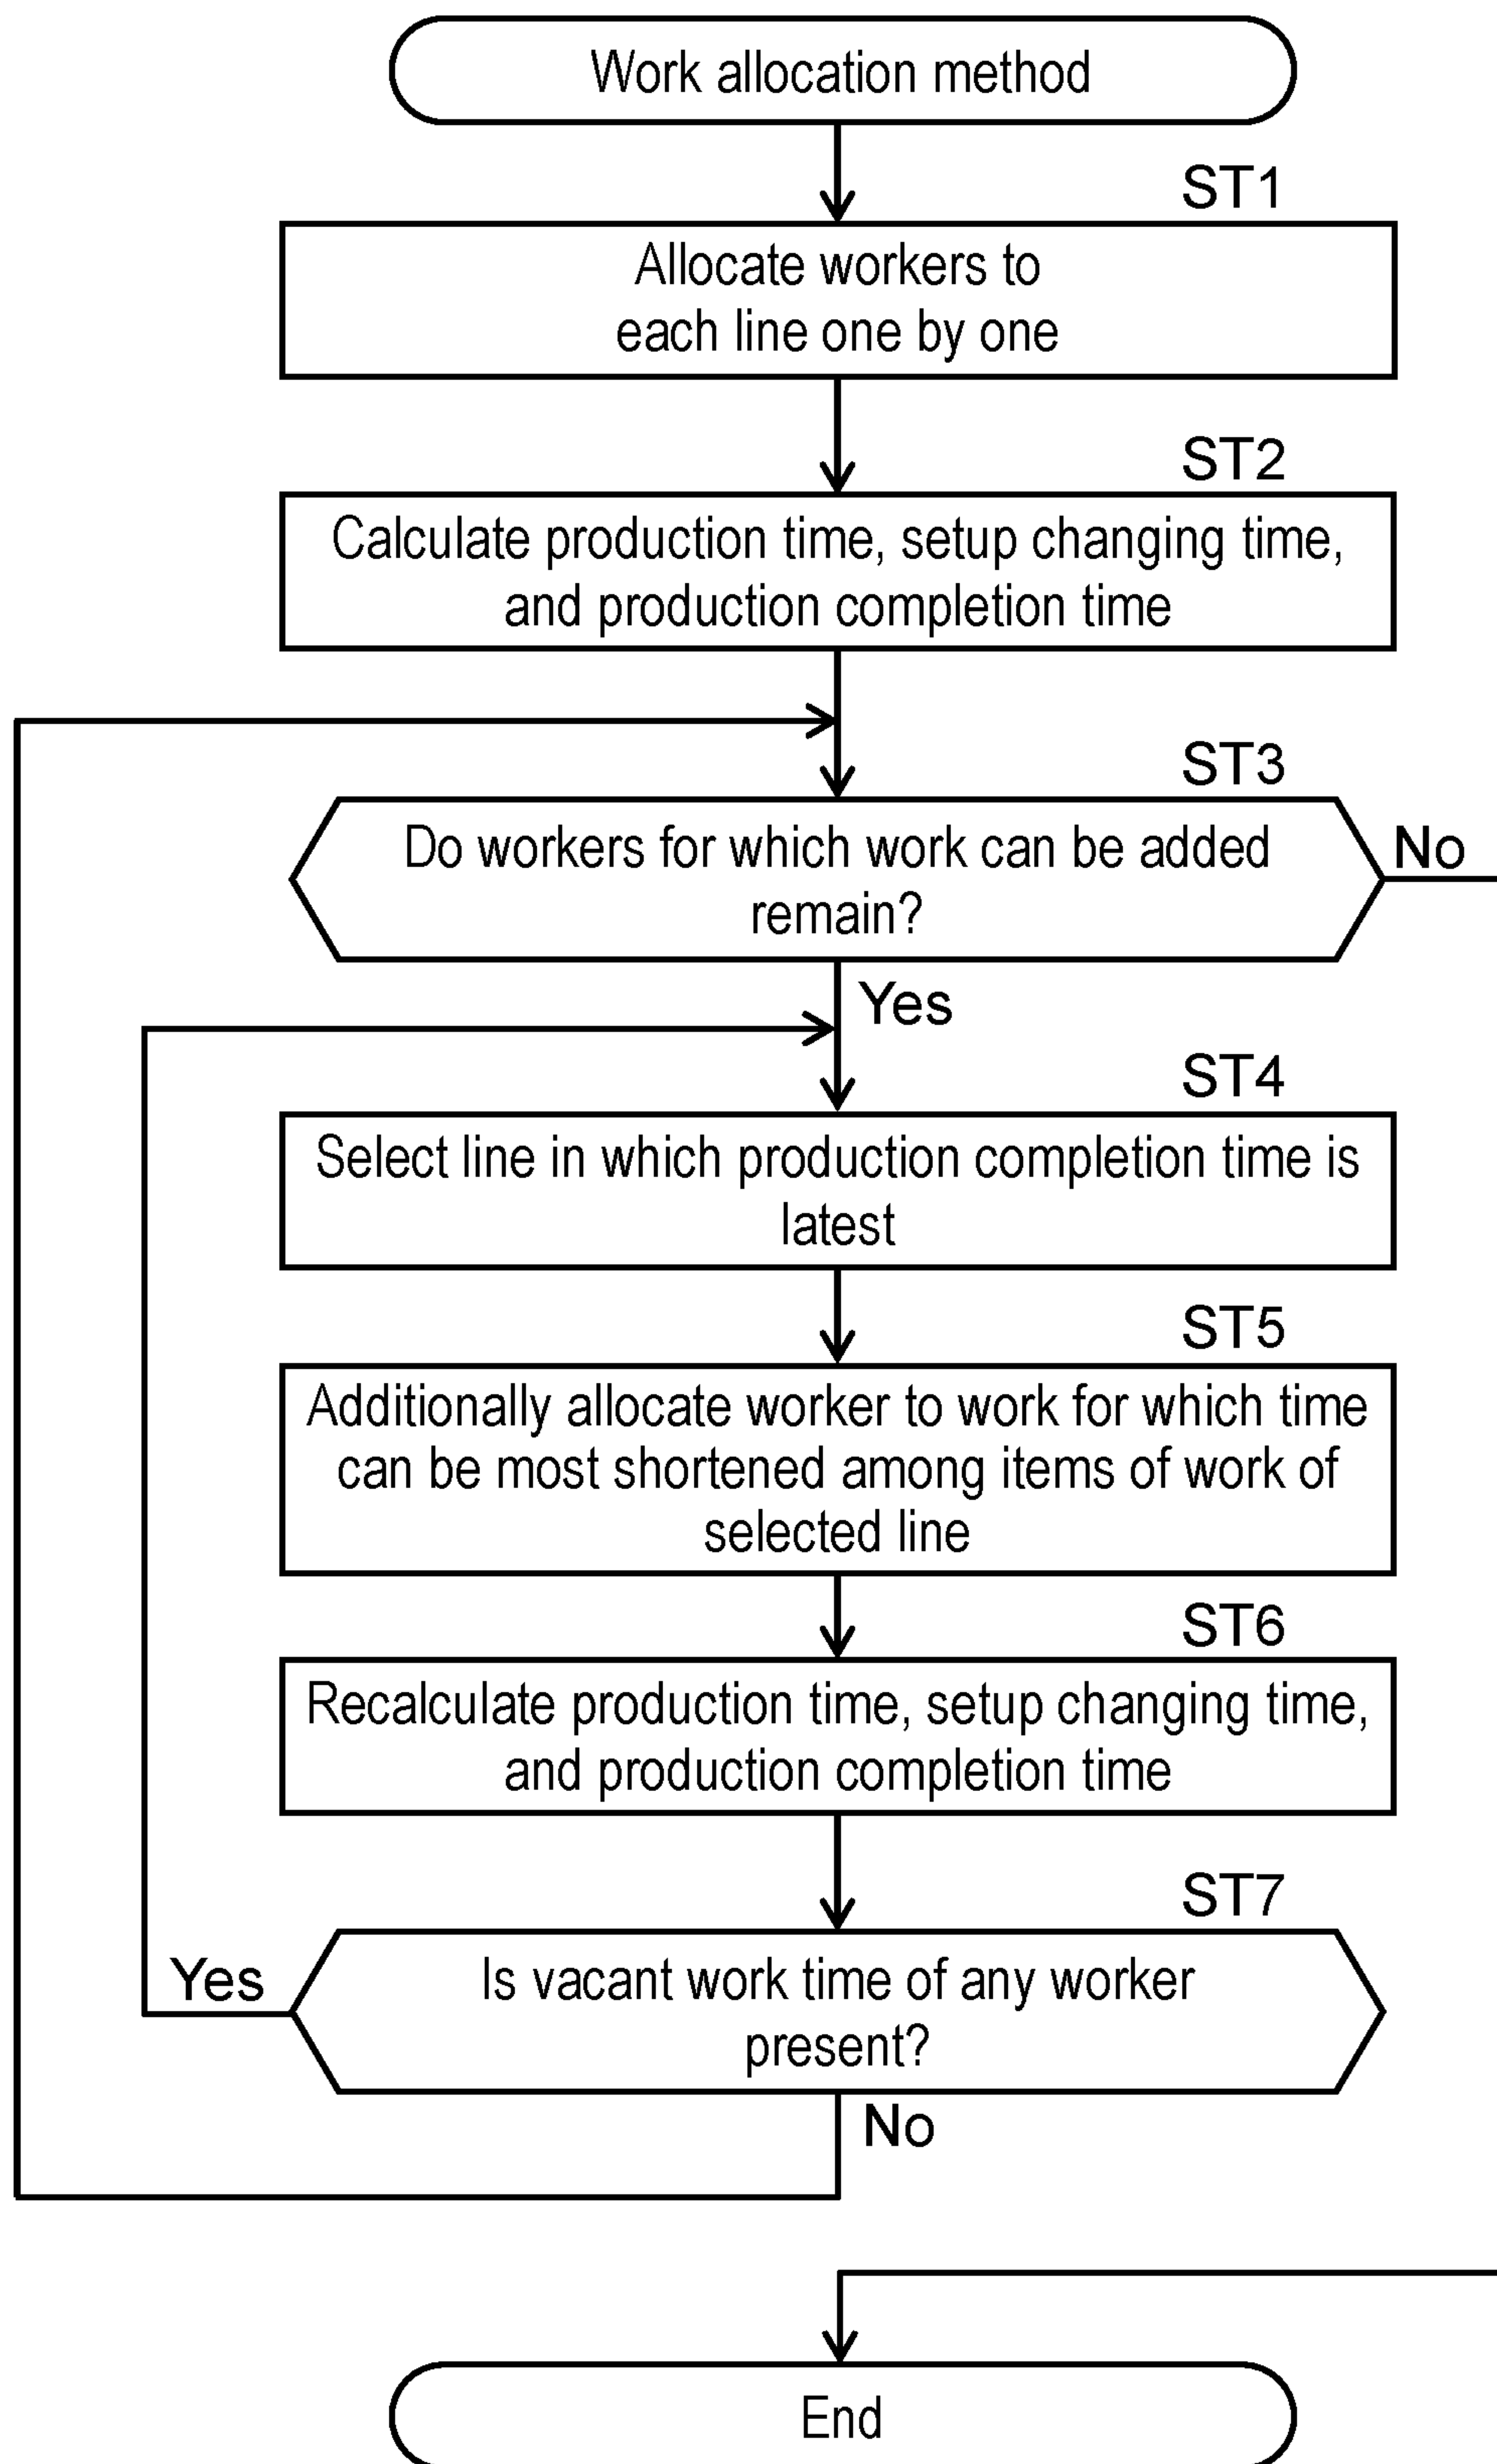 Work allocation method
ST1
Allocate workers to
each line one by one
ST2
Calculate production time, setup changing time,
and production completion time
ST3
Do workers for which work can be added
remain?
No
Yes
ST4
Select line in which production completion time is
latest
ST5
Additionally allocate worker to work for which time
can be most shortened among items of work of
selected line
ST6
Recalculate production time, setup changing time,
and production completion time
ST7
Is vacant work time of any worker
present?
Yes
No
End